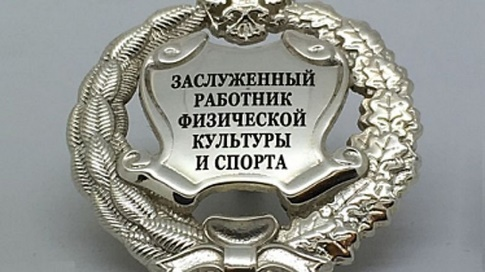 ЗАСЛУЖЕННЫЙ
РАБОТНИК
ФИЗИЧЕСКОЙ
КУЛЬТУРЫ
И СПОРТА